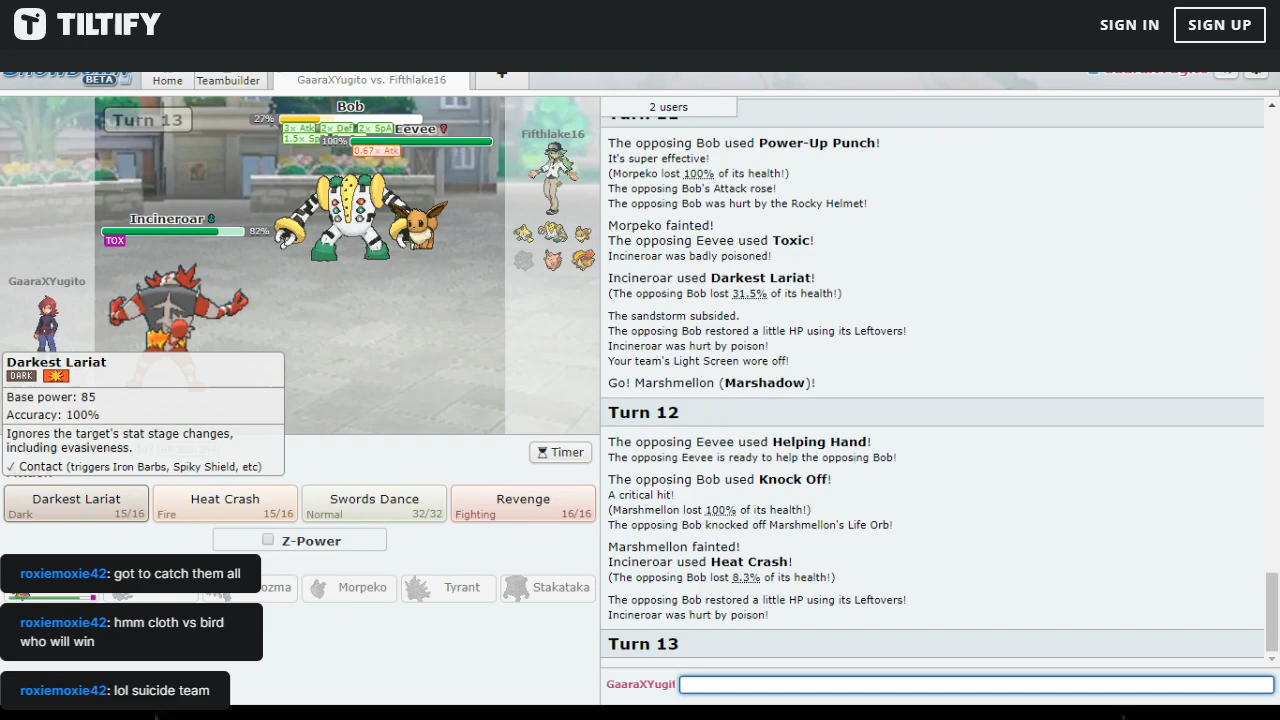 TILTIFY
SIGN IN
SIGN UP
BETA
Home
Teambuilder
GaaraXYugito vs. Fifthlake16
+
Turn 13
Bob
27%
3× Atk 2× Def 2× SpA
1.5× Sp
Eevee
100%
0.67× Atk
Fifthlake16
Incineroar
82%
TOX
GaaraXYugito
Darkest Lariat
DARK
Base power: 85
Accuracy: 100%
Ignores the target's stat stage changes,
including evasiveness.
✓ Contact (triggers Iron Barbs, Spiky Shield, etc)
Timer
Darkest Lariat
Dark 15/16
Heat Crash
Fire 15/16
Swords Dance
Normal 32/32
Revenge
Fighting 16/16
Z-Power
Morpeko
Tyrant
Stakataka
roxiemoxie42: got to catch them all
roxiemoxie42: hmm cloth vs bird
who will win
roxiemoxie42: lol suicide team
2 users
The opposing Bob used Power-Up Punch!
It's super effective!
(Morpeko lost 100% of its health!)
The opposing Bob's Attack rose!
The opposing Bob was hurt by the Rocky Helmet!
Morpeko fainted!
The opposing Eevee used Toxic!
Incineroar was badly poisoned!
Incineroar used Darkest Lariat!
(The opposing Bob lost 31.5% of its health!)
The sandstorm subsided.
The opposing Bob restored a little HP using its Leftovers!
Incineroar was hurt by poison!
Your team's Light Screen wore off!
Go! Marshmellon (Marshadow)!
Turn 12
The opposing Eevee used Helping Hand!
The opposing Eevee is ready to help the opposing Bob!
The opposing Bob used Knock Off!
A critical hit!
(Marshmellon lost 100% of its health!)
The opposing Bob knocked off Marshmellon's Life Orb!
Marshmellon fainted!
Incineroar used Heat Crash!
(The opposing Bob lost 8.3% of its health!)
The opposing Bob restored a little HP using its Leftovers!
Incineroar was hurt by poison!
Turn 13
GaaraXYugit